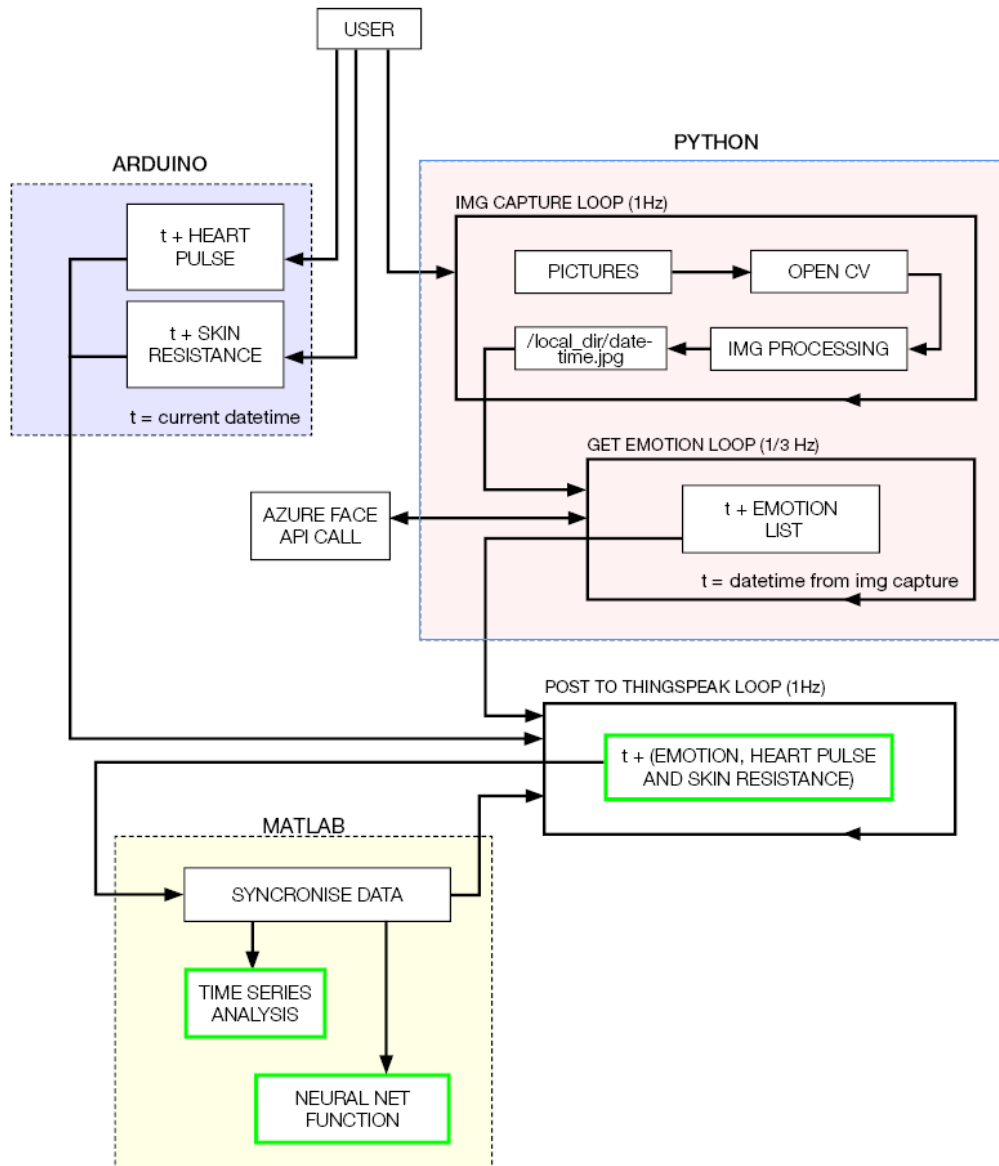 USER
ARDUINO
t + HEART
PULSE
t + SKIN
RESISTANCE
t = current datetime
PYTHON
IMG CAPTURE LOOP (1Hz)
PICTURES
OPEN CV
/local_dir/date-
time.jpg
IMG PROCESSING
GET EMOTION LOOP (1/3 Hz)
AZURE FACE
API CALL
t + EMOTION
LIST
t = datetime from img capture
POST TO THINGSPEAK LOOP (1Hz)
t + (EMOTION, HEART PULSE
AND SKIN RESISTANCE)
MATLAB
SYNCRONISE DATA
TIME SERIES
ANALYSIS
NEURAL NET
FUNCTION